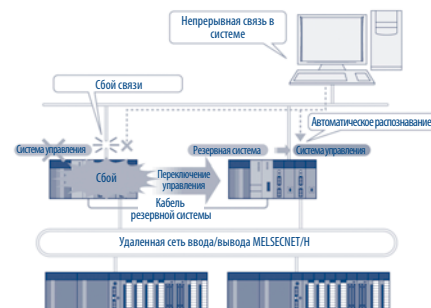 Непрерывная связь в
системе
Сбой связи
Автоматическое распознавание
Система управления
Резервная система
Система управления
Сбой
Переключение
управления
Кабель
резервной системы
Удаленная сеть ввода/вывода MELSECNET/H